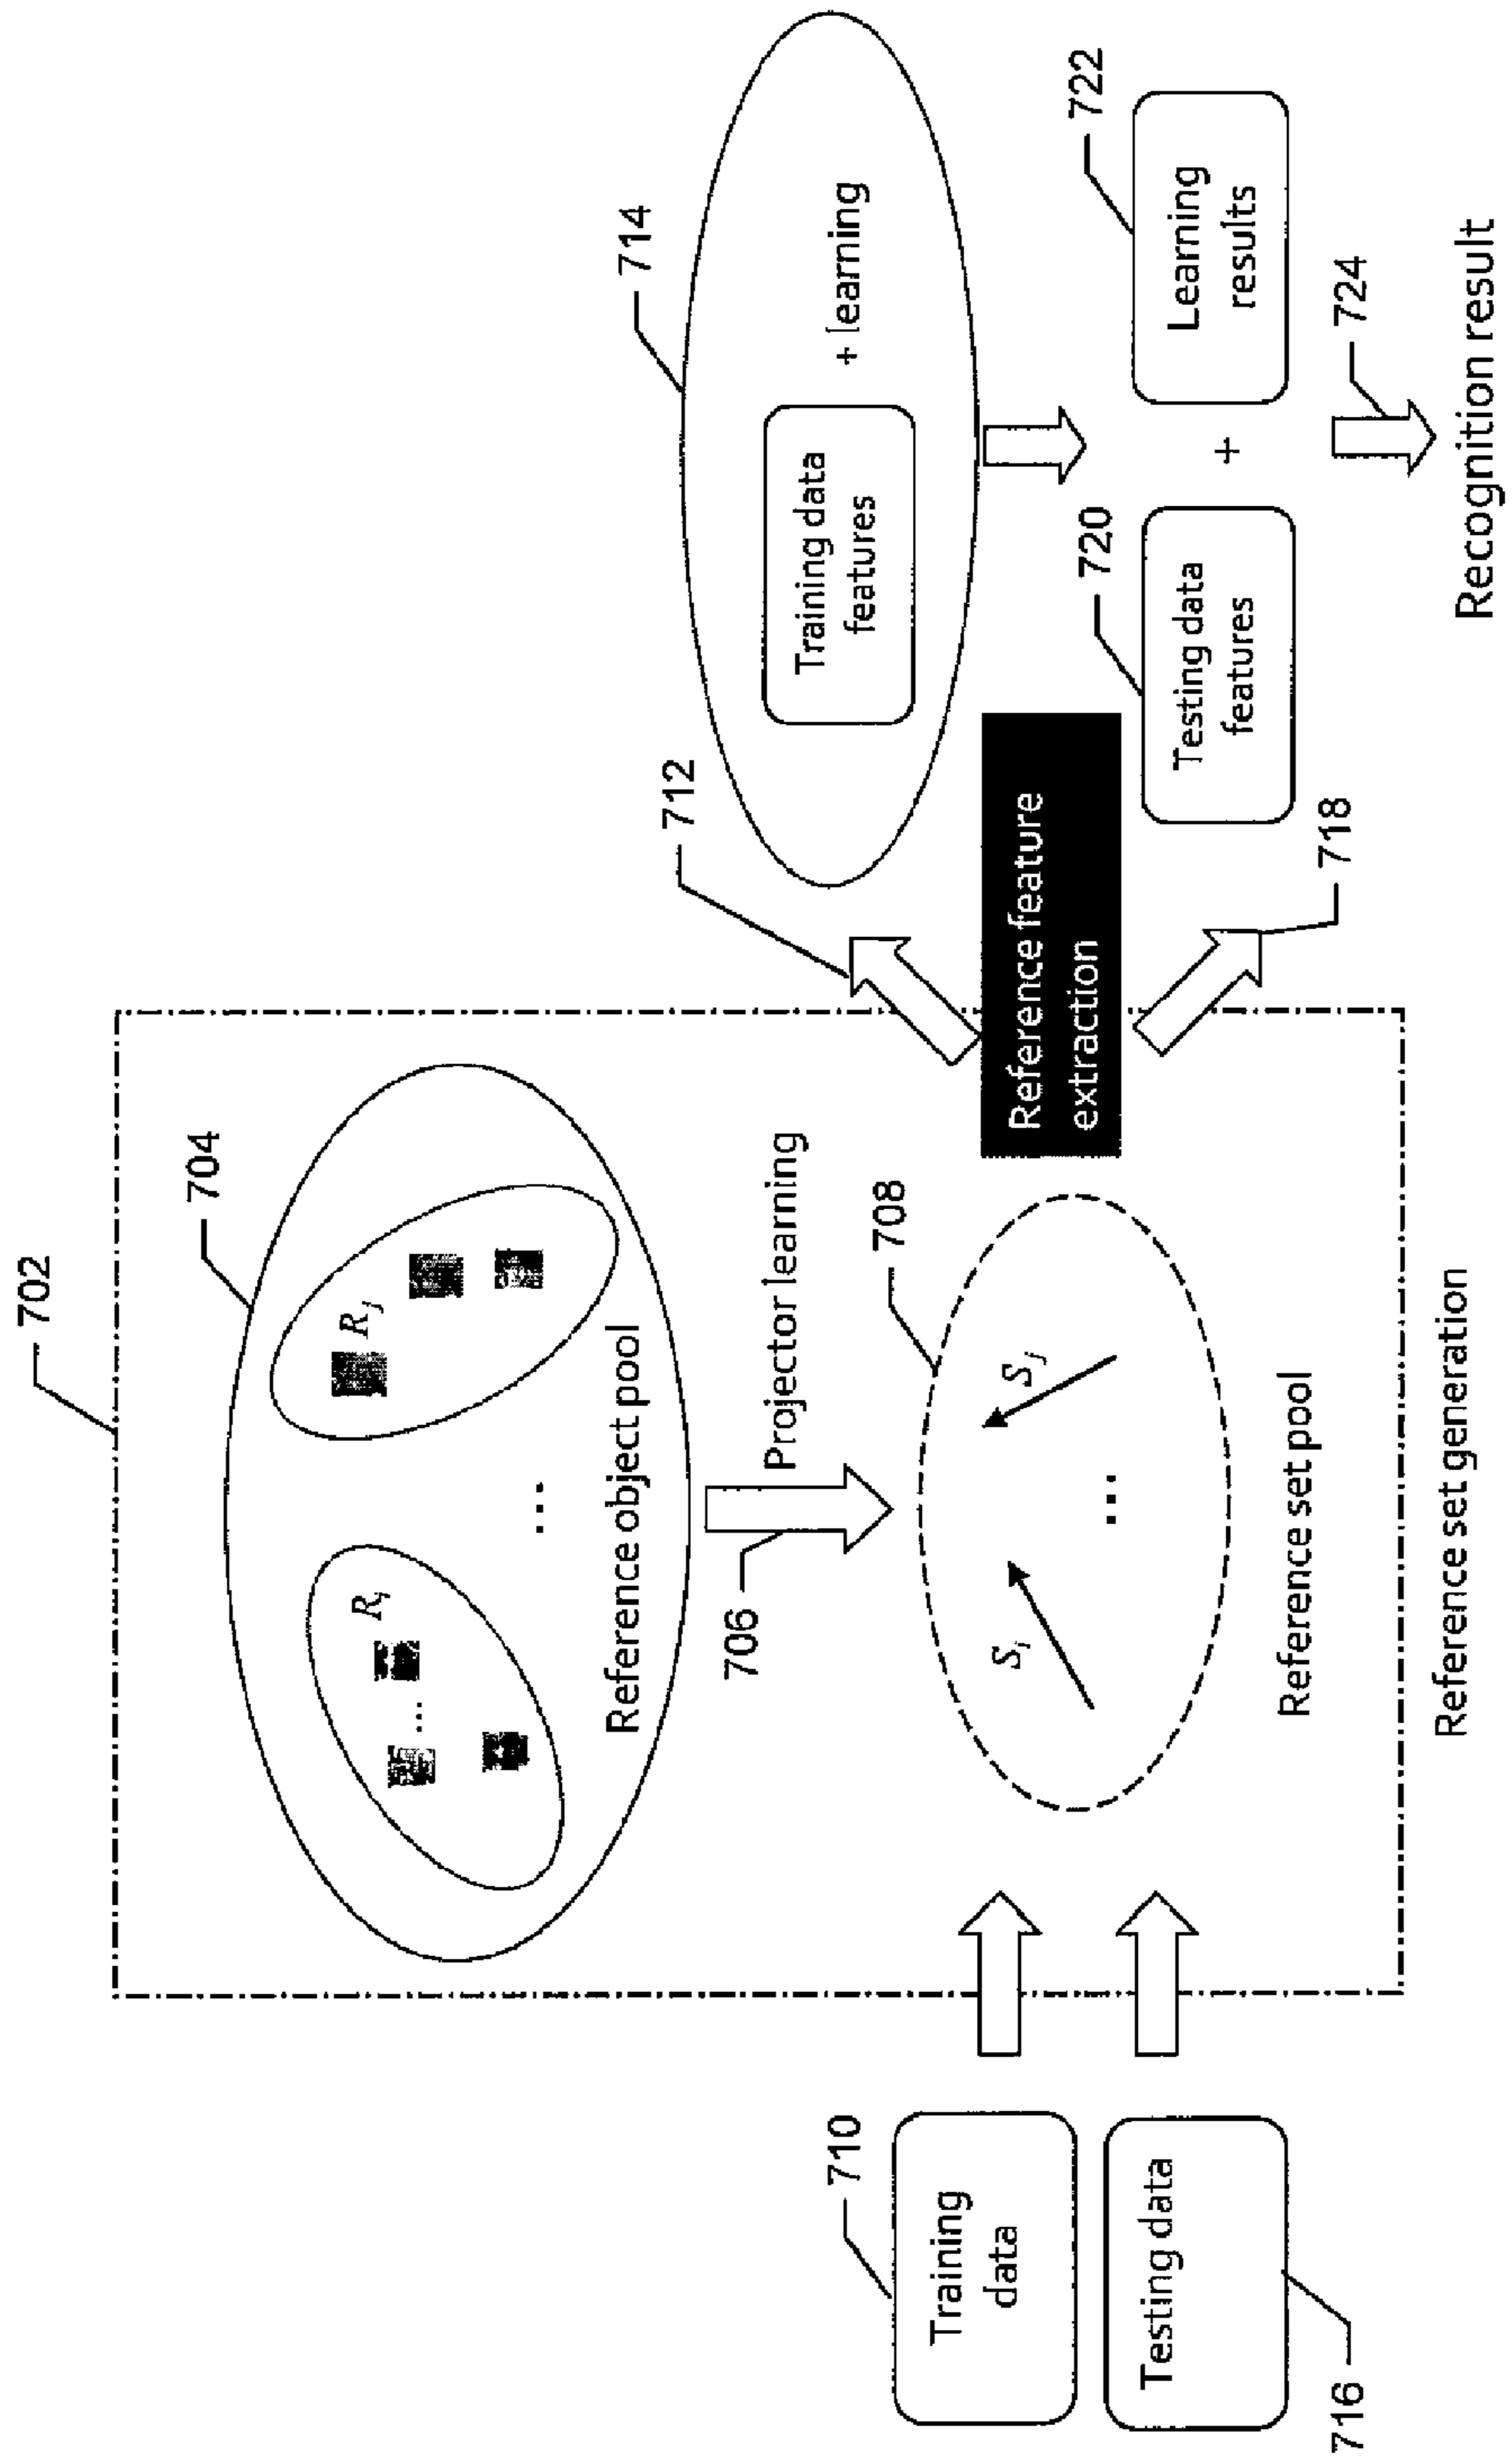 702
704
R_i
R_j
...
...
Reference object pool
706
Projector learning
708
S_i
S_j
...
Reference set pool
Reference set generation
710
Training
data
Testing data
716
712
Reference feature
extraction
718
714
Training data
features
+ learning
720
Testing data
features
+
722
Learning
results
724
Recognition result